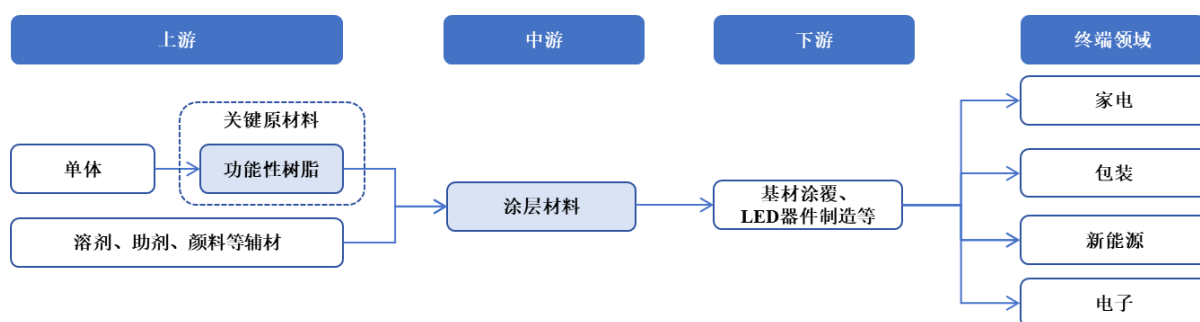 上游
中游
下游
终端领域
关键原材料
单体
功能性树脂
溶剂、助剂、颜料等辅材
涂层材料
基材涂覆、
LED器件制造等
家电
包装
新能源
电子